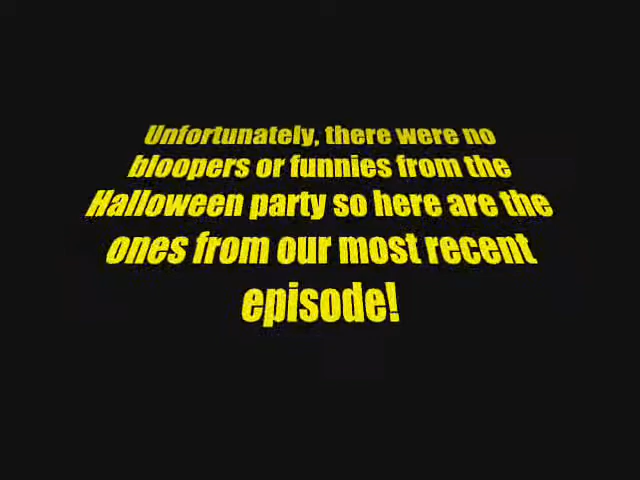 Unfortunately, there were no
bloopers or funnies from the
Halloween party so here are the
ones from our most recent
episode!